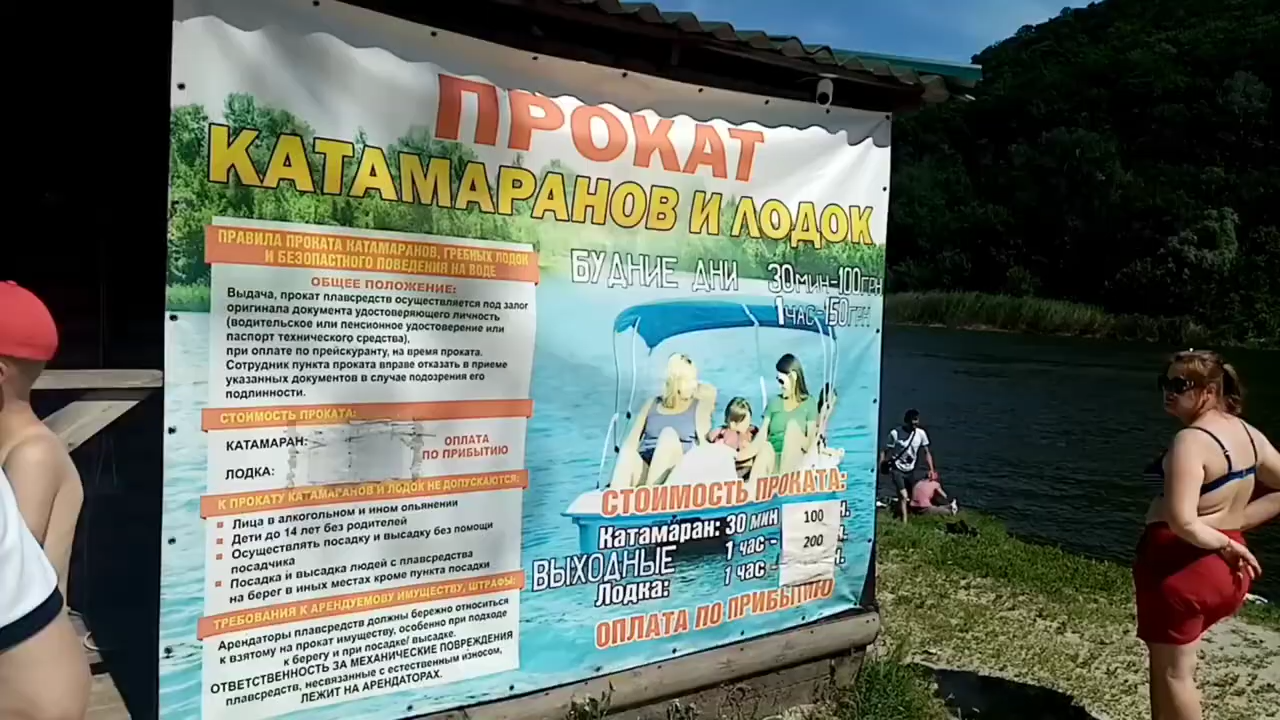 ПРОКАТ
КАТАМАРАНОВ И ЛОДОК
ПРАВИЛА ПРОКАТА КАТАМАРАНОВ, ГРЕБНЫХ ЛОДОК
И БЕЗОПАСТНОГО ПОВЕДЕНИЯ НА ВОДЕ
ОБЩЕЕ ПОЛОЖЕНИЕ:
Выдача, прокат плавсредств осуществляется под залог
оригинала документа удостоверяющего личность
(водительское или пенсионное удостоверение или
паспорт технического средства),
при оплате по прейскуранту, на время проката.
Сотрудник пункта проката вправе отказать в приеме
указанных документов в случае подозрения его
подлинности.
СТОИМОСТЬ ПРОКАТА:
КАТАМАРАН:
ЛОДКА:
ОПЛАТА
ПО ПРИБЫТИЮ
К ПРОКАТУ КАТАМАРАНОВ И ЛОДОК НЕ ДОПУСКАЮТСЯ:
Лица в алкогольном и ином опьянении
Дети до 14 лет без родителей
Осуществлять посадку и высадку без помощи
посадчика
Посадка и высадка людей с плавсредства
на берег в иных местах кроме пункта посадки
ТРЕБОВАНИЯ К АРЕНДУЕМОМУ ИМУЩЕСТВУ, ШТРАФЫ:
Арендаторы плавсредств должны бережно относиться
к взятому на прокат имуществу, особенно при подходе
к берегу и при посадке/ высадке.
ОТВЕТСТВЕННОСТЬ ЗА МЕХАНИЧЕСКИЕ ПОВРЕЖДЕНИЯ
плавсредств, несвязанные с естественным износом,
ЛЕЖИТ НА АРЕНДАТОРАХ.
БУДНИЕ ДНИ 30 МИН-100ГРН
1 ЧАС-150ГРН
СТОИМОСТЬ ПРОКАТА:
Катамаран: 30 мин 100 н.
1 час - 200
ВЫХОДНЫЕ
Лодка: 1 час - н.
ОПЛАТА ПО ПРИБЫТИЮ